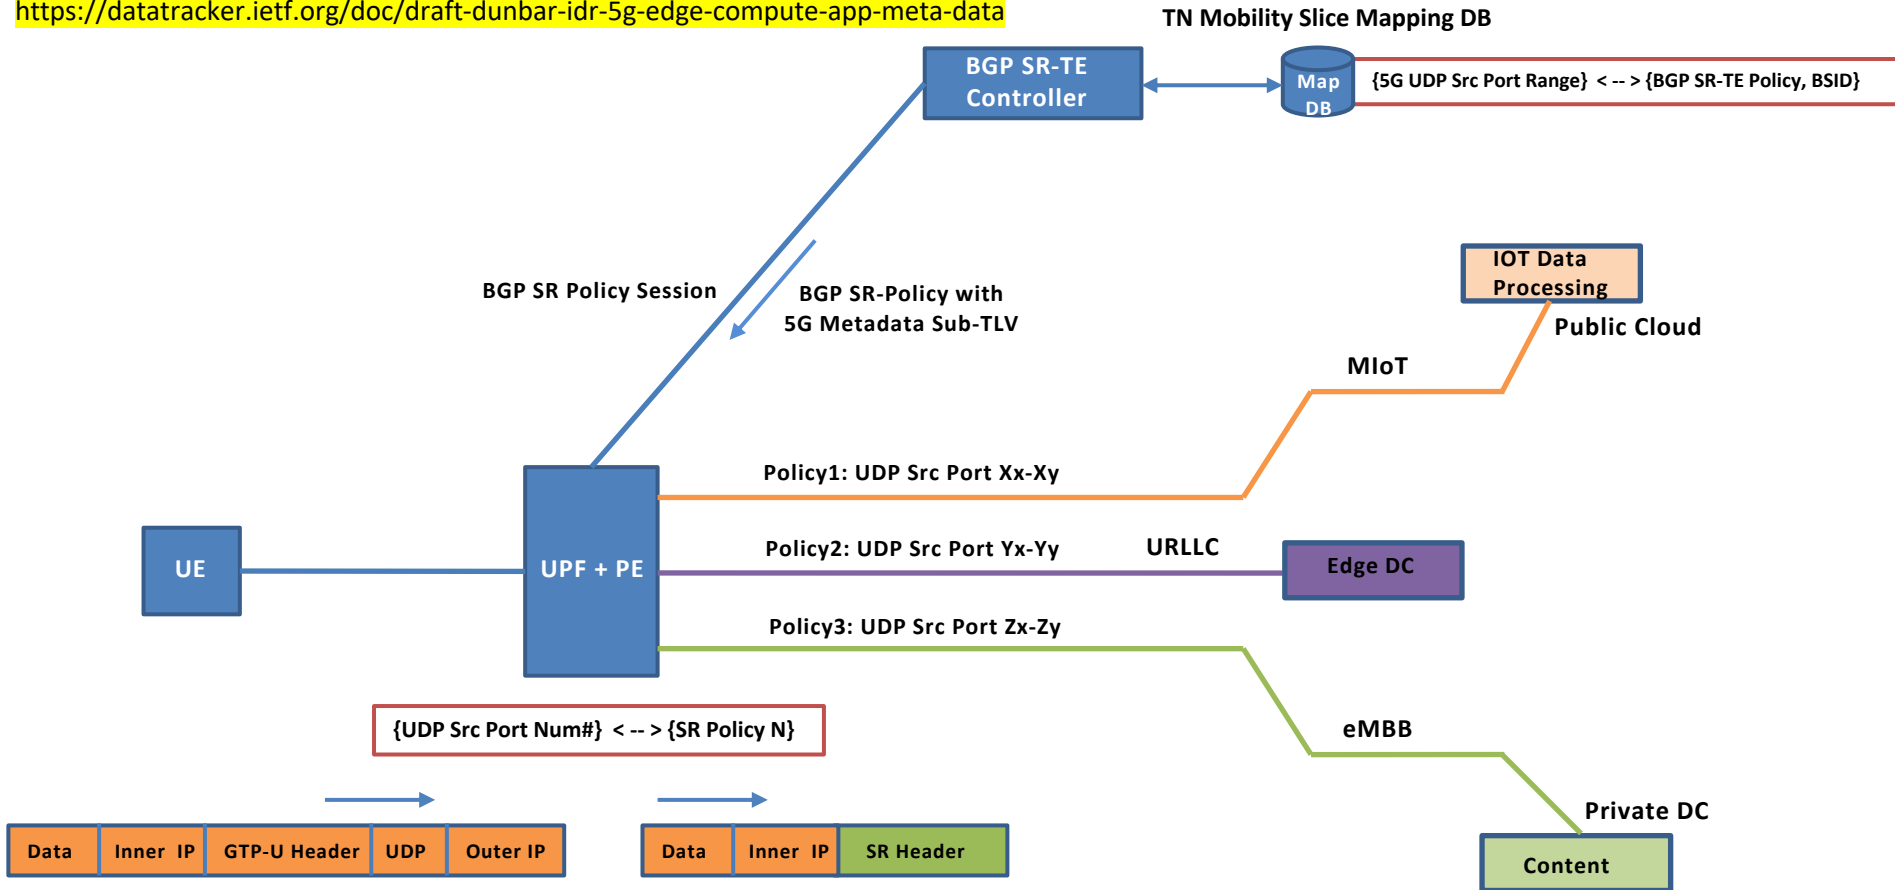 https://datatracker.ietf.org/doc/draft-dunbar-idr-5g-edge-compute-app-meta-data
TN Mobility Slice Mapping DB
BGP SR-TE
Controller
Map
DB
{5G UDP Src Port Range} < -- > {BGP SR-TE Policy, BSID}
BGP SR Policy Session
BGP SR-Policy with
5G Metadata Sub-TLV
IOT Data
Processing
Public Cloud
MIoT
Policy1: UDP Src Port Xx-Xy
UE
UPF + PE
Policy2: UDP Src Port Yx-Yy
URLLC
Edge DC
Policy3: UDP Src Port Zx-Zy
{UDP Src Port Num#} < -- > {SR Policy N}
eMBB
Private DC
Data
Inner IP
GTP-U Header
UDP
Outer IP
Data
Inner IP
SR Header
Content